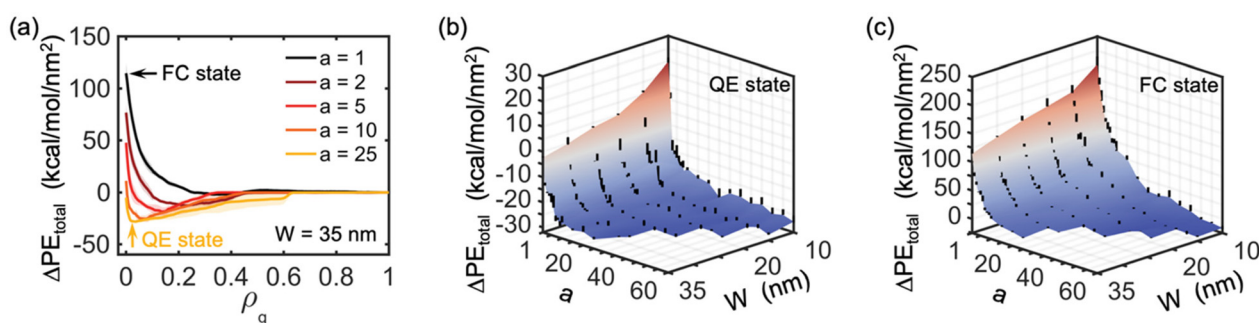 (a)
150
100
50
0
-50
ΔPE_total (kcal/mol/nm²)
FC state
a = 1
a = 2
a = 5
a = 10
a = 25
QE state
W = 35 nm
0 0.2 0.4 0.6 0.8 1
ρ_g
(b)
30
20
10
0
-10
-20
-30
ΔPE_total (kcal/mol/nm²)
QE state
1 20 40 60
a
35 20 10
W (nm)
(c)
250
200
150
100
50
0
ΔPE_total (kcal/mol/nm²)
FC state
1 20 40 60
a
35 20 10
W (nm)